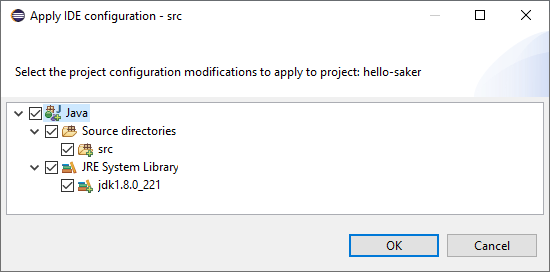 Apply IDE configuration - src
Select the project configuration modifications to apply to project: hello-saker
Java
Source directories
src
JRE System Library
jdk1.8.0_221
OK Cancel